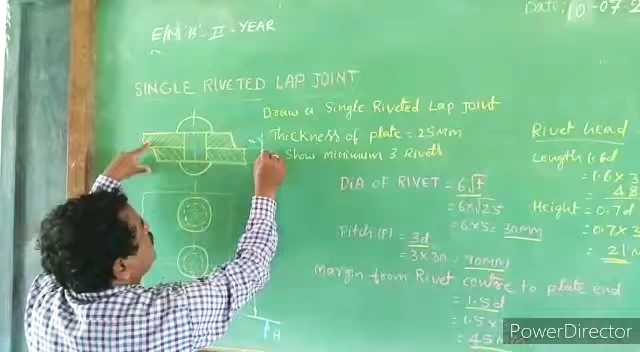 Date: 10-07-2
E/M 'B' - II - YEAR
SINGLE RIVETED LAP JOINT
Draw a Single Riveted Lap Joint
Thickness of plate = 25MM
Show minimum 3 Rivets
DiA OF RIVET = 6√T
= 6×√25
= 6×5 = 30mm
Pitch (P) = 3d
= 3×30 = 90MM
Margin from Rivet centre to plate end
= 1.5d
= 1.5×
= 45
Rivet head
Length 1.6d
= 1.6×3
= 48
Height = 0.7d
= 0.7×3
= 21
A
PowerDirector